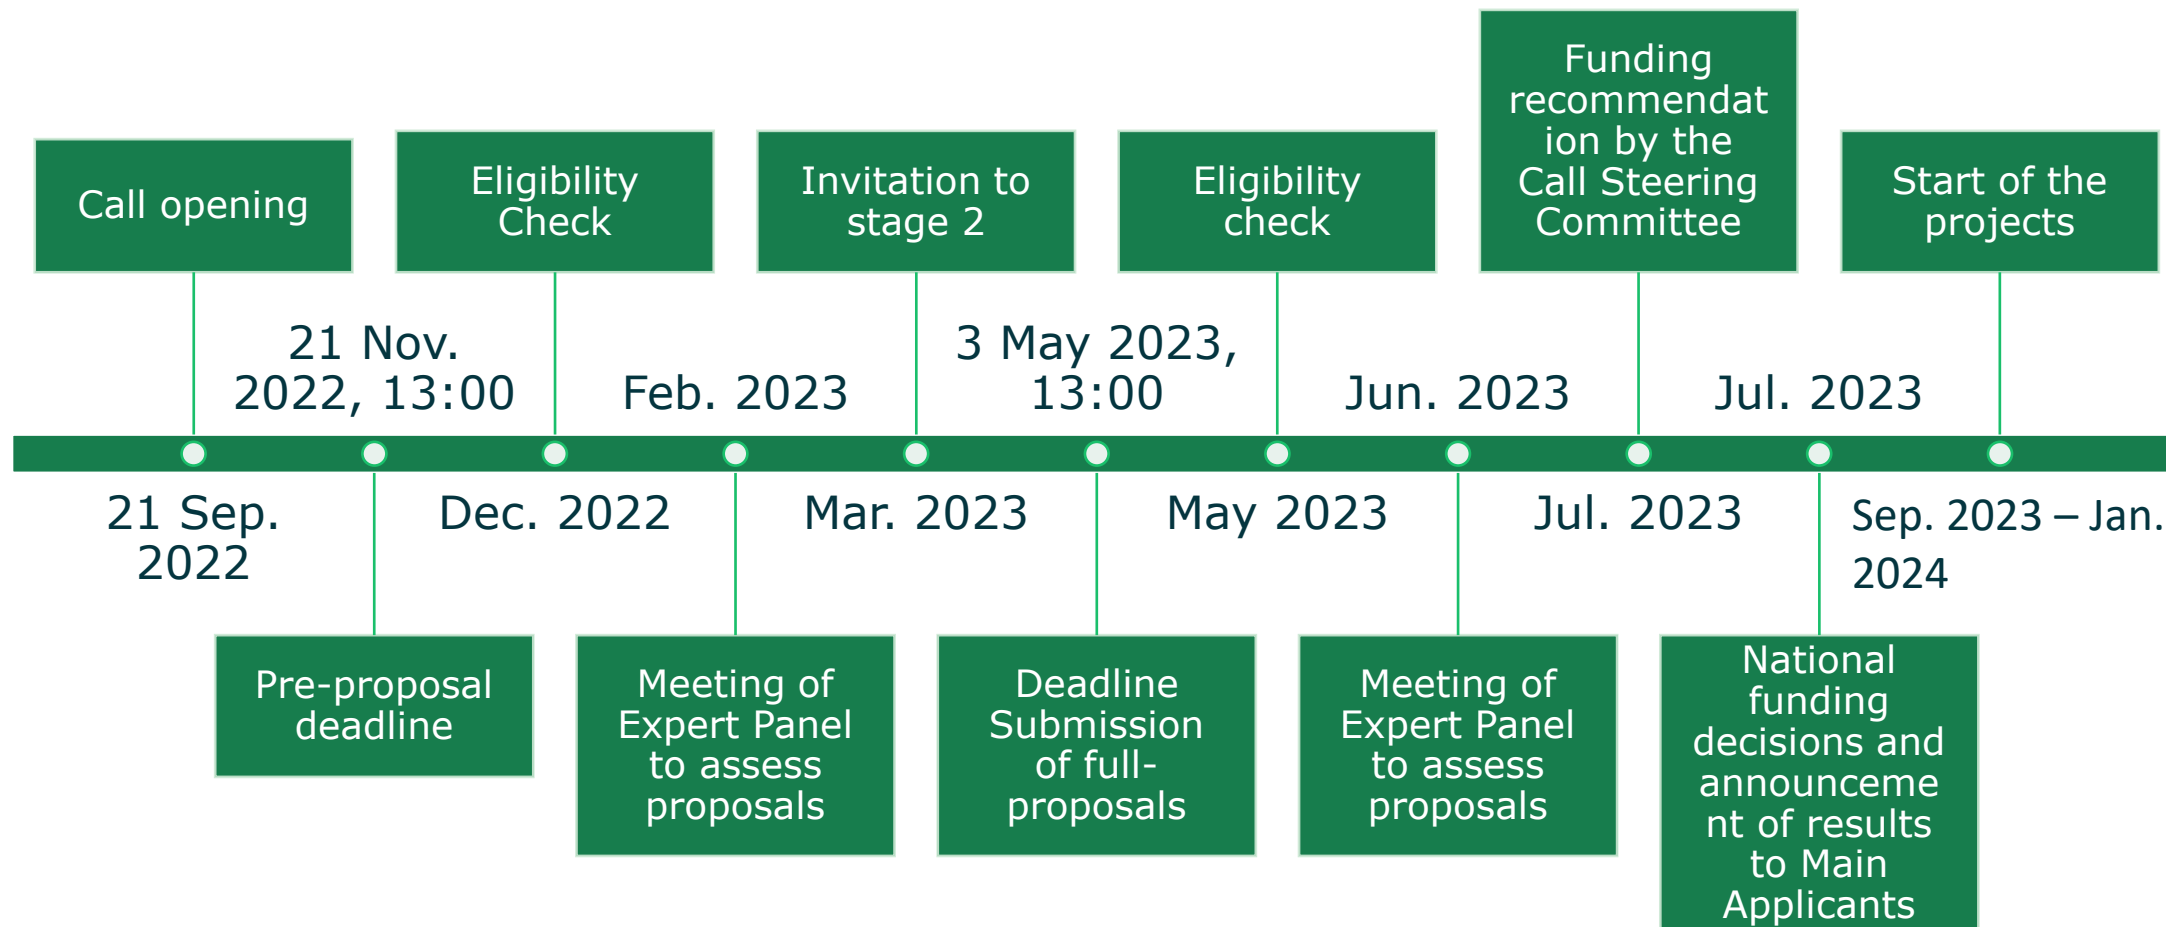 Call opening
21 Sep.
2022
21 Nov.
2022, 13:00
Pre-proposal
deadline
Eligibility
Check
Dec. 2022
Feb. 2023
Meeting of
Expert Panel
to assess
proposals
Invitation to
stage 2
Mar. 2023
3 May 2023,
13:00
Deadline
Submission
of full-
proposals
Eligibility
check
May 2023
Jun. 2023
Meeting of
Expert Panel
to assess
proposals
Funding
recommendat
ion by the
Call Steering
Committee
Jul. 2023
Jul. 2023
National
funding
decisions and
announceme
nt of results
to Main
Applicants
Start of the
projects
Sep. 2023 – Jan.
2024